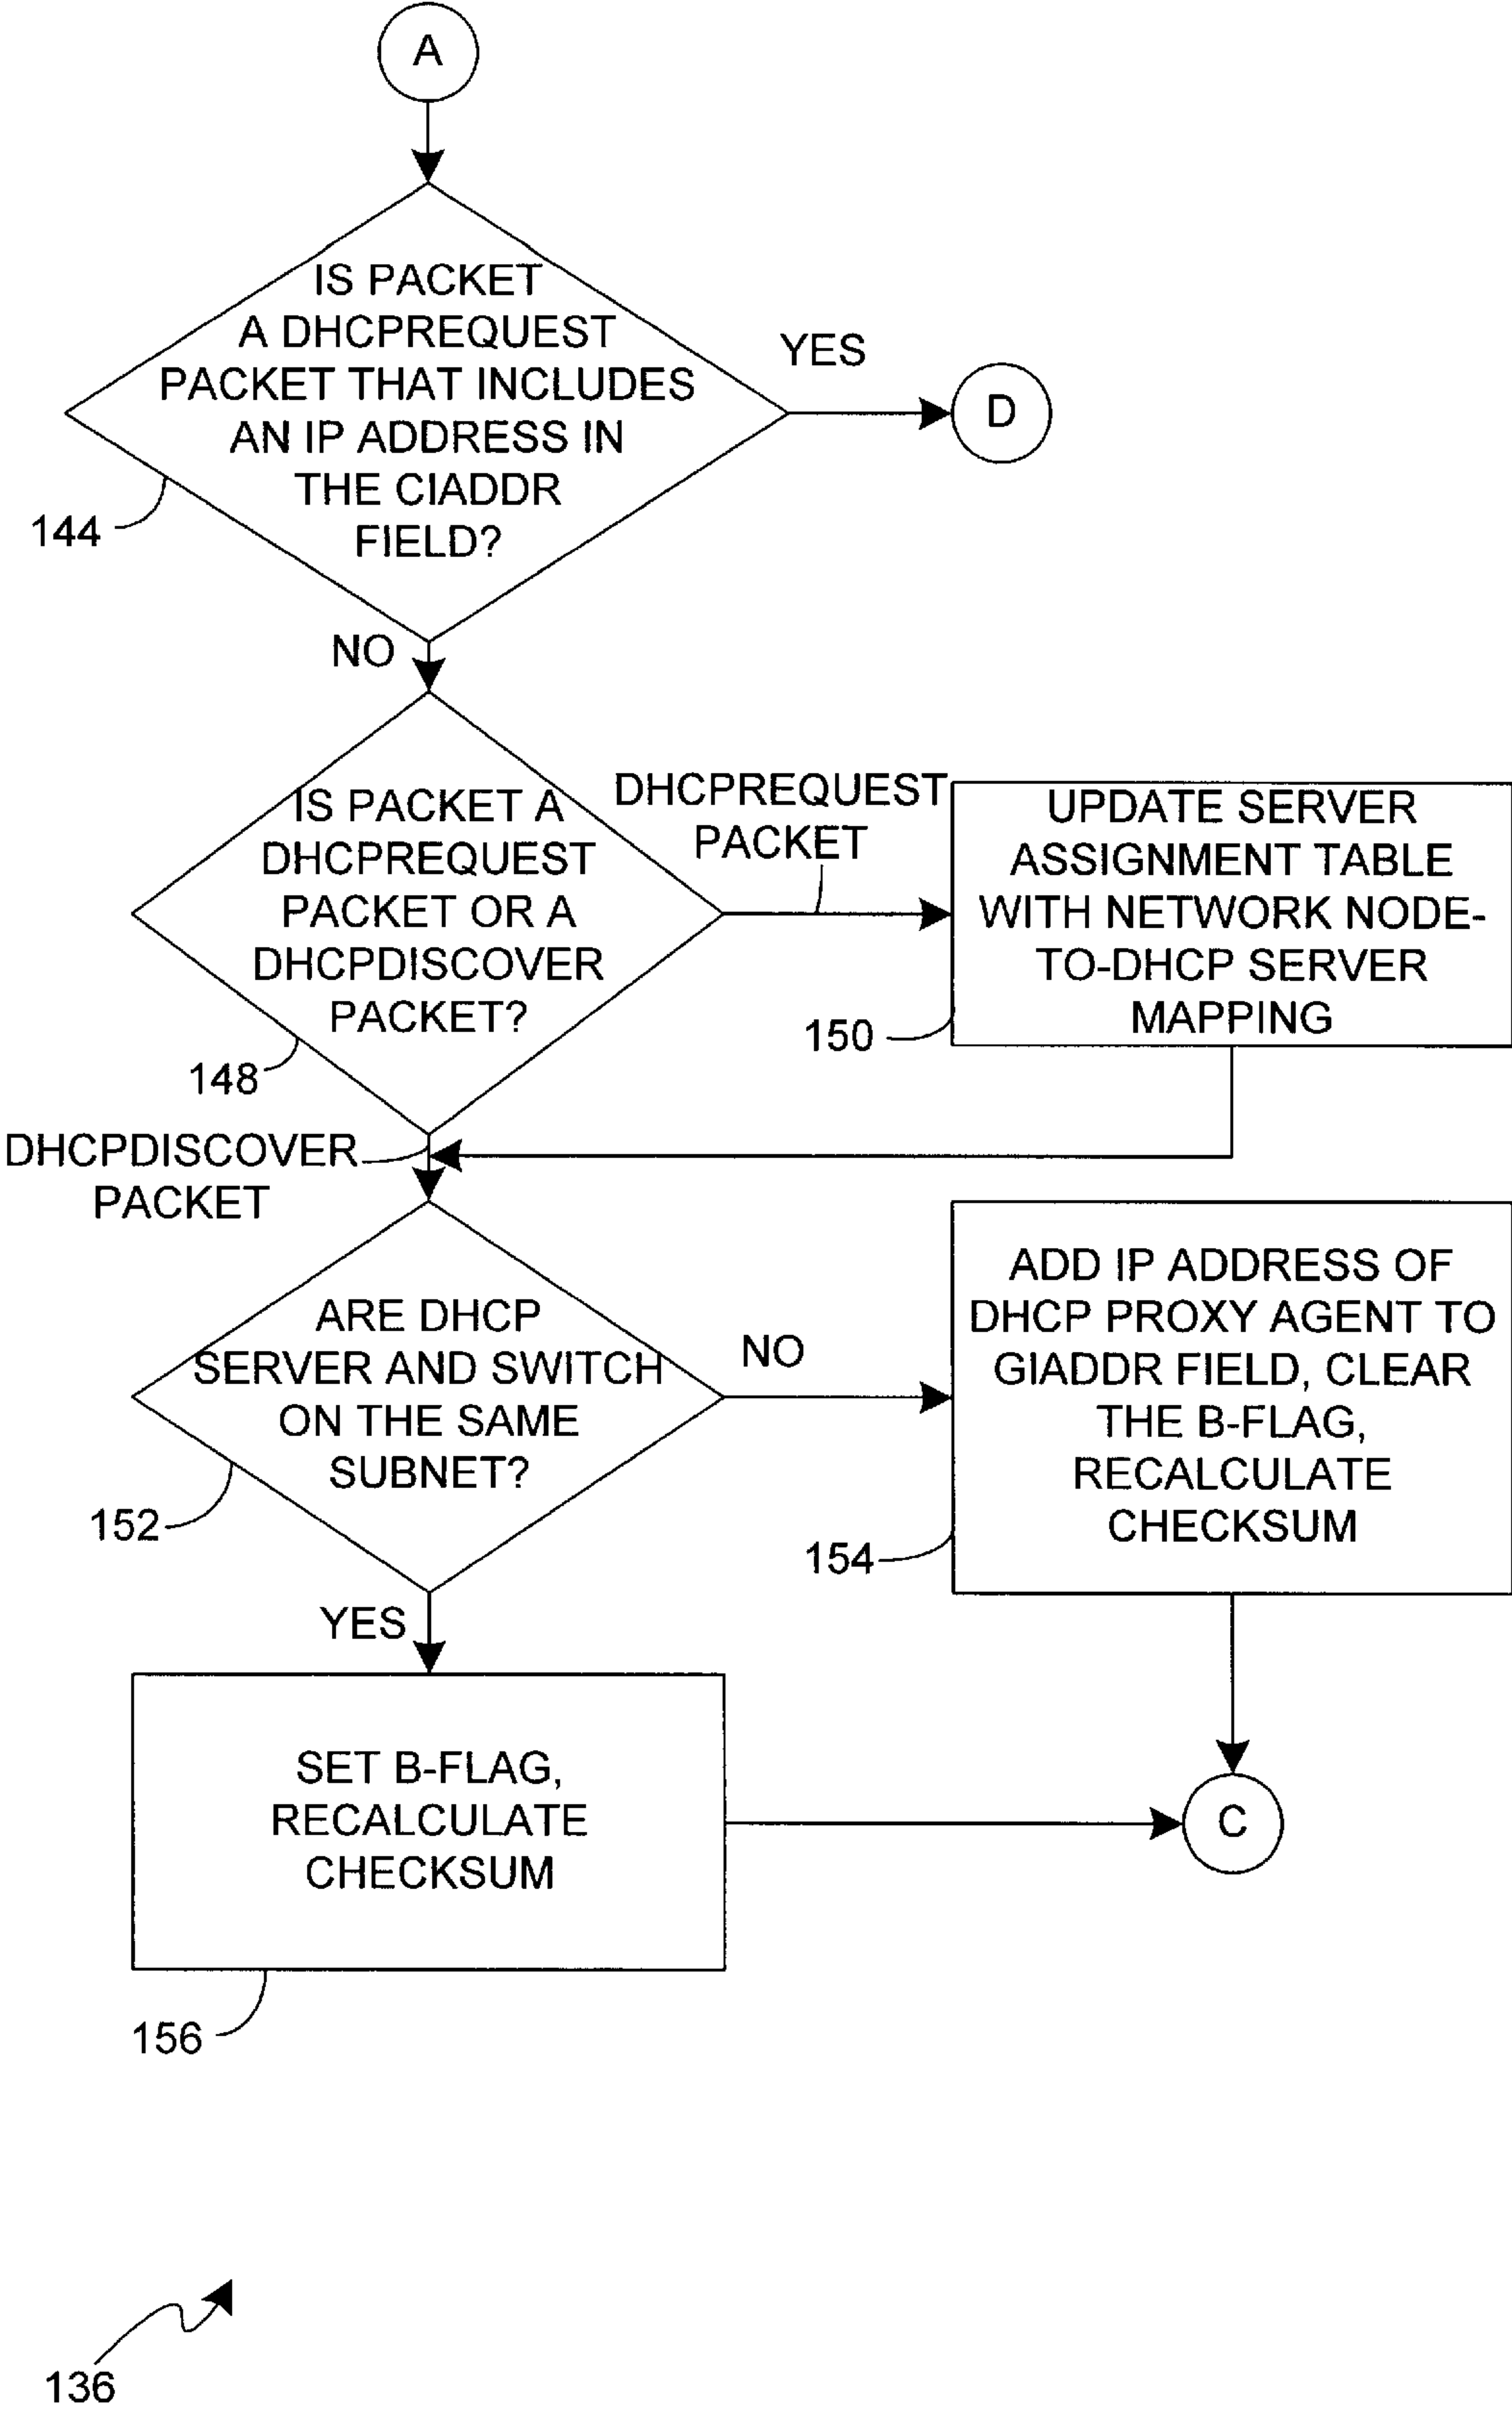 A
IS PACKET
A DHCPREQUEST
PACKET THAT INCLUDES
AN IP ADDRESS IN
THE CIADDR
FIELD?
YES
D
144
NO
IS PACKET A
DHCPREQUEST
PACKET OR A
DHCPDISCOVER
PACKET?
148
DHCPREQUEST
PACKET
UPDATE SERVER
ASSIGNMENT TABLE
WITH NETWORK NODE-
TO-DHCP SERVER
MAPPING
150
DHCPDISCOVER
PACKET
ARE DHCP
SERVER AND SWITCH
ON THE SAME
SUBNET?
152
NO
ADD IP ADDRESS OF
DHCP PROXY AGENT TO
GIADDR FIELD, CLEAR
THE B-FLAG,
RECALCULATE
CHECKSUM
154
YES
SET B-FLAG,
RECALCULATE
CHECKSUM
156
C
136